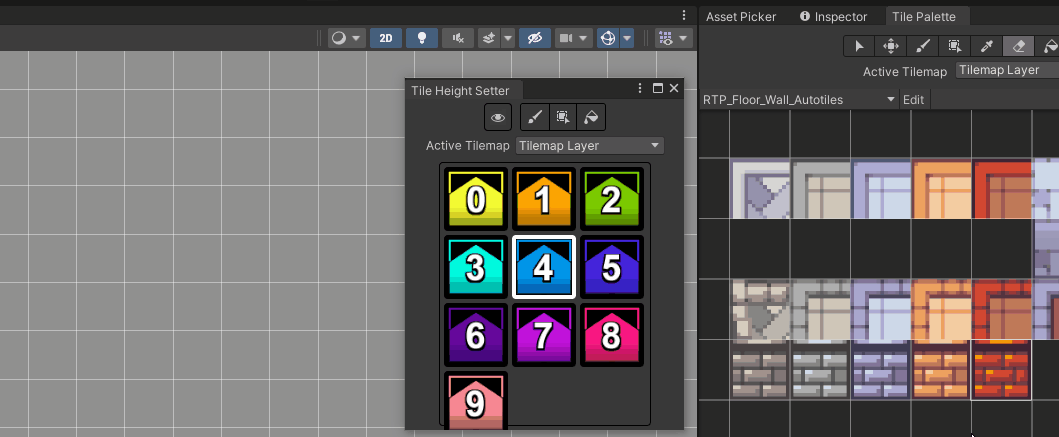 Asset Picker Inspector Tile Palette
2D
Active Tilemap Tilemap Layer
Tile Height Setter
RTP_Floor_Wall_Autotiles Edit
Active Tilemap Tilemap Layer
0 1 2
3 4 5
6 7 8
9